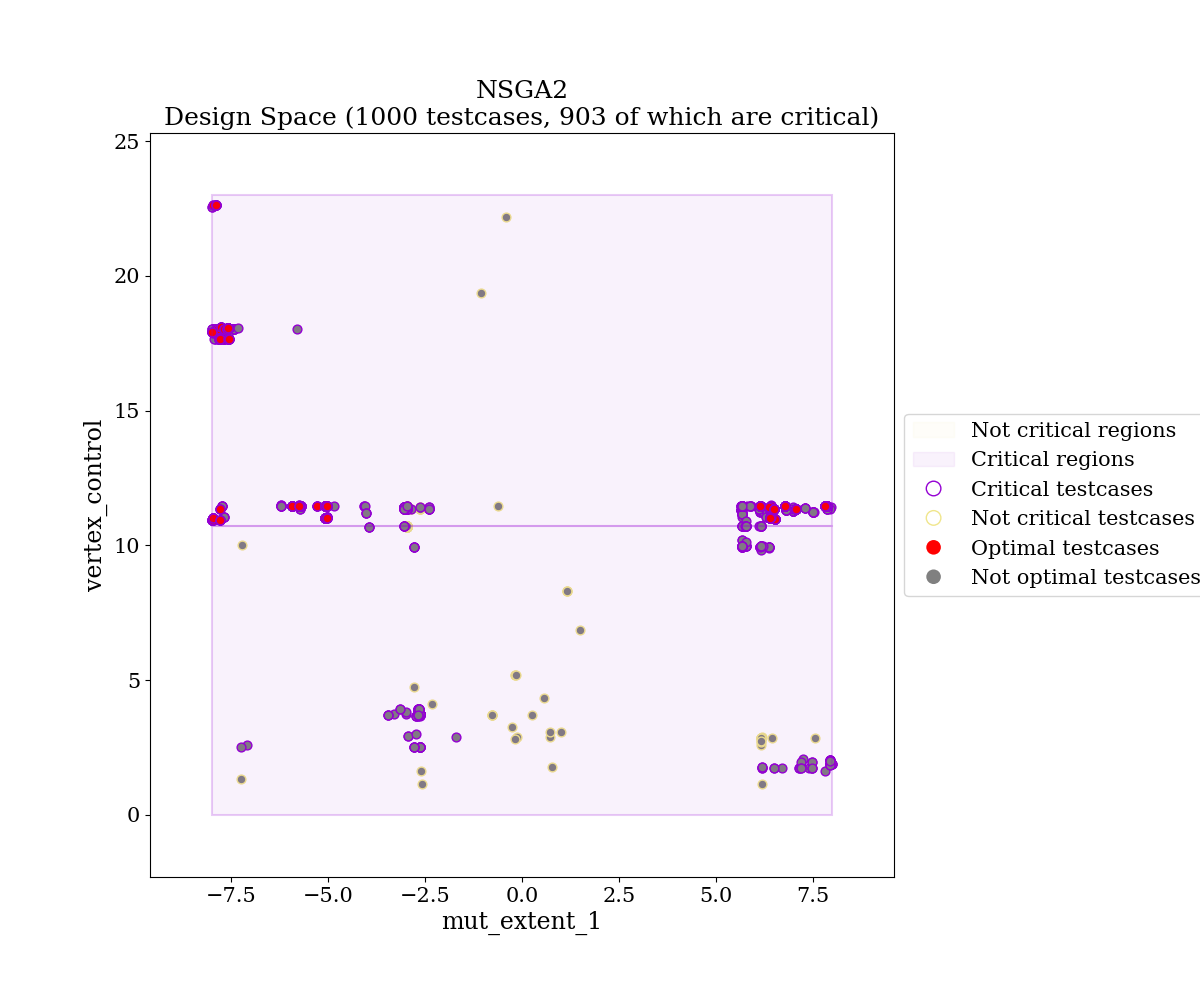 NSGA2
Design Space (1000 testcases, 903 of which are critical)
25
20
15
10
5
0
vertex_control
−7.5
−5.0
−2.5
0.0
2.5
5.0
7.5
mut_extent_1
Not critical regions
Critical regions
Critical testcases
Not critical testcases
Optimal testcases
Not optimal testcases